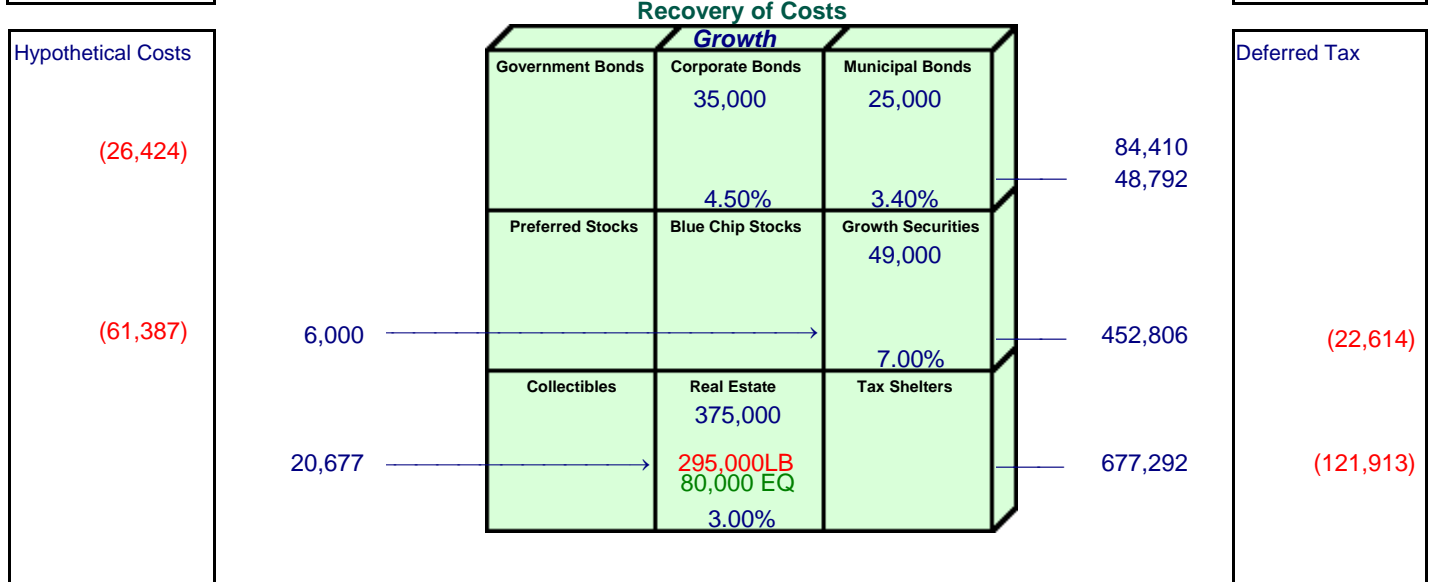 Recovery of Costs
Growth
Hypothetical Costs
Deferred Tax
Government Bonds Corporate Bonds Municipal Bonds
35,000 25,000
(26,424) 84,410
48,792
4.50% 3.40%
Preferred Stocks Blue Chip Stocks Growth Securities
49,000
(61,387) 6,000 452,806 (22,614)
7.00%
Collectibles Real Estate Tax Shelters
375,000
20,677 295,000LB 677,292 (121,913)
80,000 EQ
3.00%